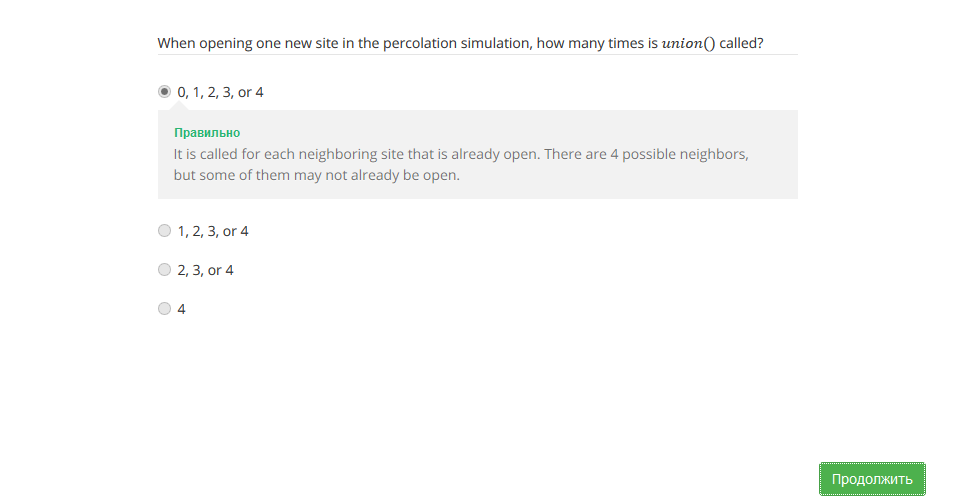 When opening one new site in the percolation simulation, how many times is union() called?
0, 1, 2, 3, or 4
Правильно
It is called for each neighboring site that is already open. There are 4 possible neighbors,
but some of them may not already be open.
1, 2, 3, or 4
2, 3, or 4
4
Продолжить